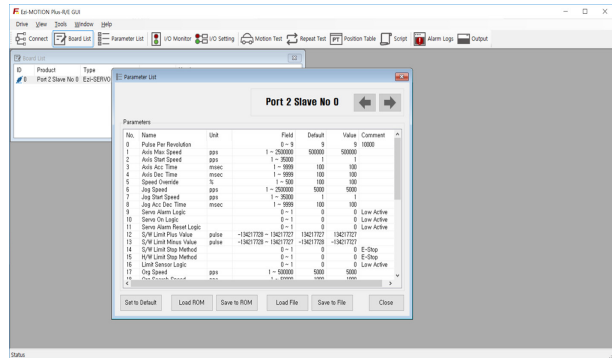 Ezi-MOTION Plus-R/E GUI
Drive View Tools Window Help
Connect Board List Parameter List I/O Monitor I/O Setting Motion Test Repeat Test PT Position Table Script Alarm Logs Output
Board List
ID Product Type
0 Port 2 Slave No 0 Ezi-SERVO
Parameter List
Port 2 Slave No 0
Parameters
No, Name Unit Field Default Value Comment
0 Pulse Per Revolution 0 ~ 9 9 9 10000
1 Axis Max Speed pps 1 ~ 2500000 500000 500000
2 Axis Start Speed pps 1 ~ 35000 1 1
3 Axis Acc Time msec 1 ~ 9999 100 100
4 Axis Dec Time msec 1 ~ 9999 100 100
5 Speed Override % 1 ~ 500 100 100
6 Jog Speed pps 1 ~ 2500000 5000 5000
7 Jog Start Speed pps 1 ~ 35000 1 1
8 Jog Acc Dec Time msec 1 ~ 9999 100 100
9 Servo Alarm Logic 0 ~ 1 0 0 Low Active
10 Servo On Logic 0 ~ 1 0 0 Low Active
11 Servo Alarm Reset Logic 0 ~ 1 0 0 Low Active
12 S/W Limit Plus Value pulse -134217728 ~ 134217727 134217727 134217727
13 S/W Limit Minus Value pulse -134217728 ~ 134217727 -134217728 -134217728
14 S/W Limit Stop Method 0 ~ 1 0 0 E-Stop
15 H/W Limit Stop Method 0 ~ 1 0 0 E-Stop
16 Limit Sensor Logic 0 ~ 1 0 0 Low Active
17 Org Speed pps 1 ~ 500000 5000 5000
Set to Default Load ROM Save to ROM Load File Save to File Close
Status